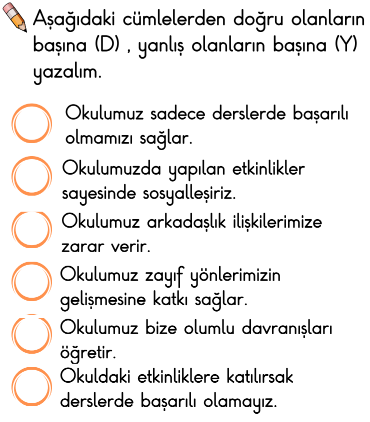 Aşağıdaki cümlelerden doğru olanların
başına (D) , yanlış olanların başına (Y)
yazalım.
Okulumuz sadece derslerde başarılı
olmamızı sağlar.
Okulumuzda yapılan etkinlikler
sayesinde sosyalleşiriz.
Okulumuz arkadaşlık ilişkilerimize
zarar verir.
Okulumuz zayıf yönlerimizin
gelişmesine katkı sağlar.
Okulumuz bize olumlu davranışları
öğretir.
Okuldaki etkinliklere katılırsak
derslerde başarılı olamayız.